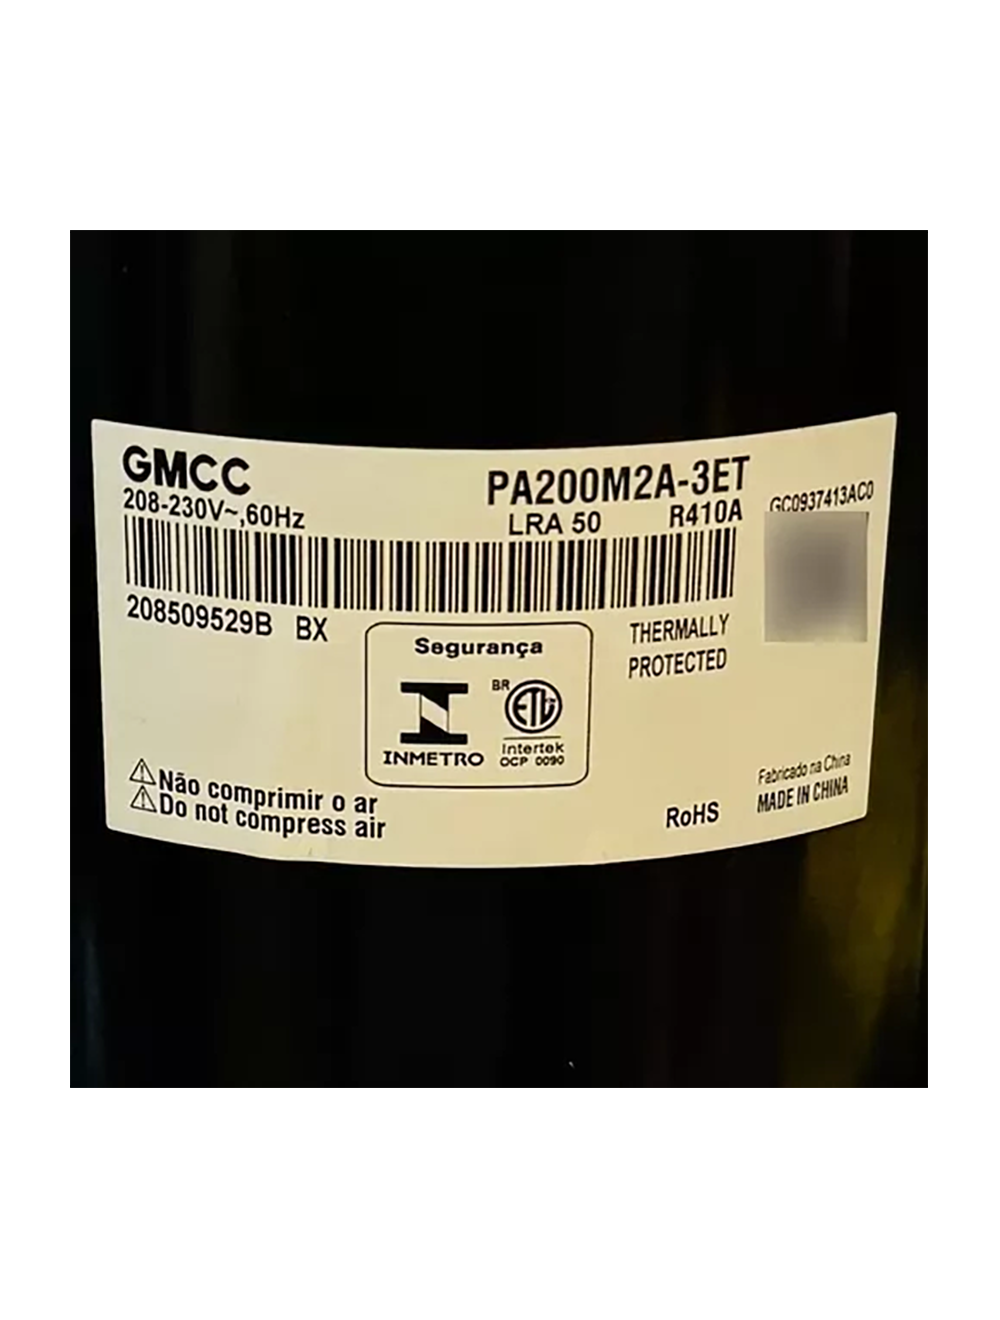 GMCC
208-230V~,60Hz
PA200M2A-3ET
LRA 50 R410A
GC0937413AC0
208509529B BX
THERMALLY
PROTECTED
Segurança
INMETRO
BR
ETL
Intertek
OCP 0090
Não comprimir o ar
Do not compress air
RoHS
Fabricado na China
MADE IN CHINA